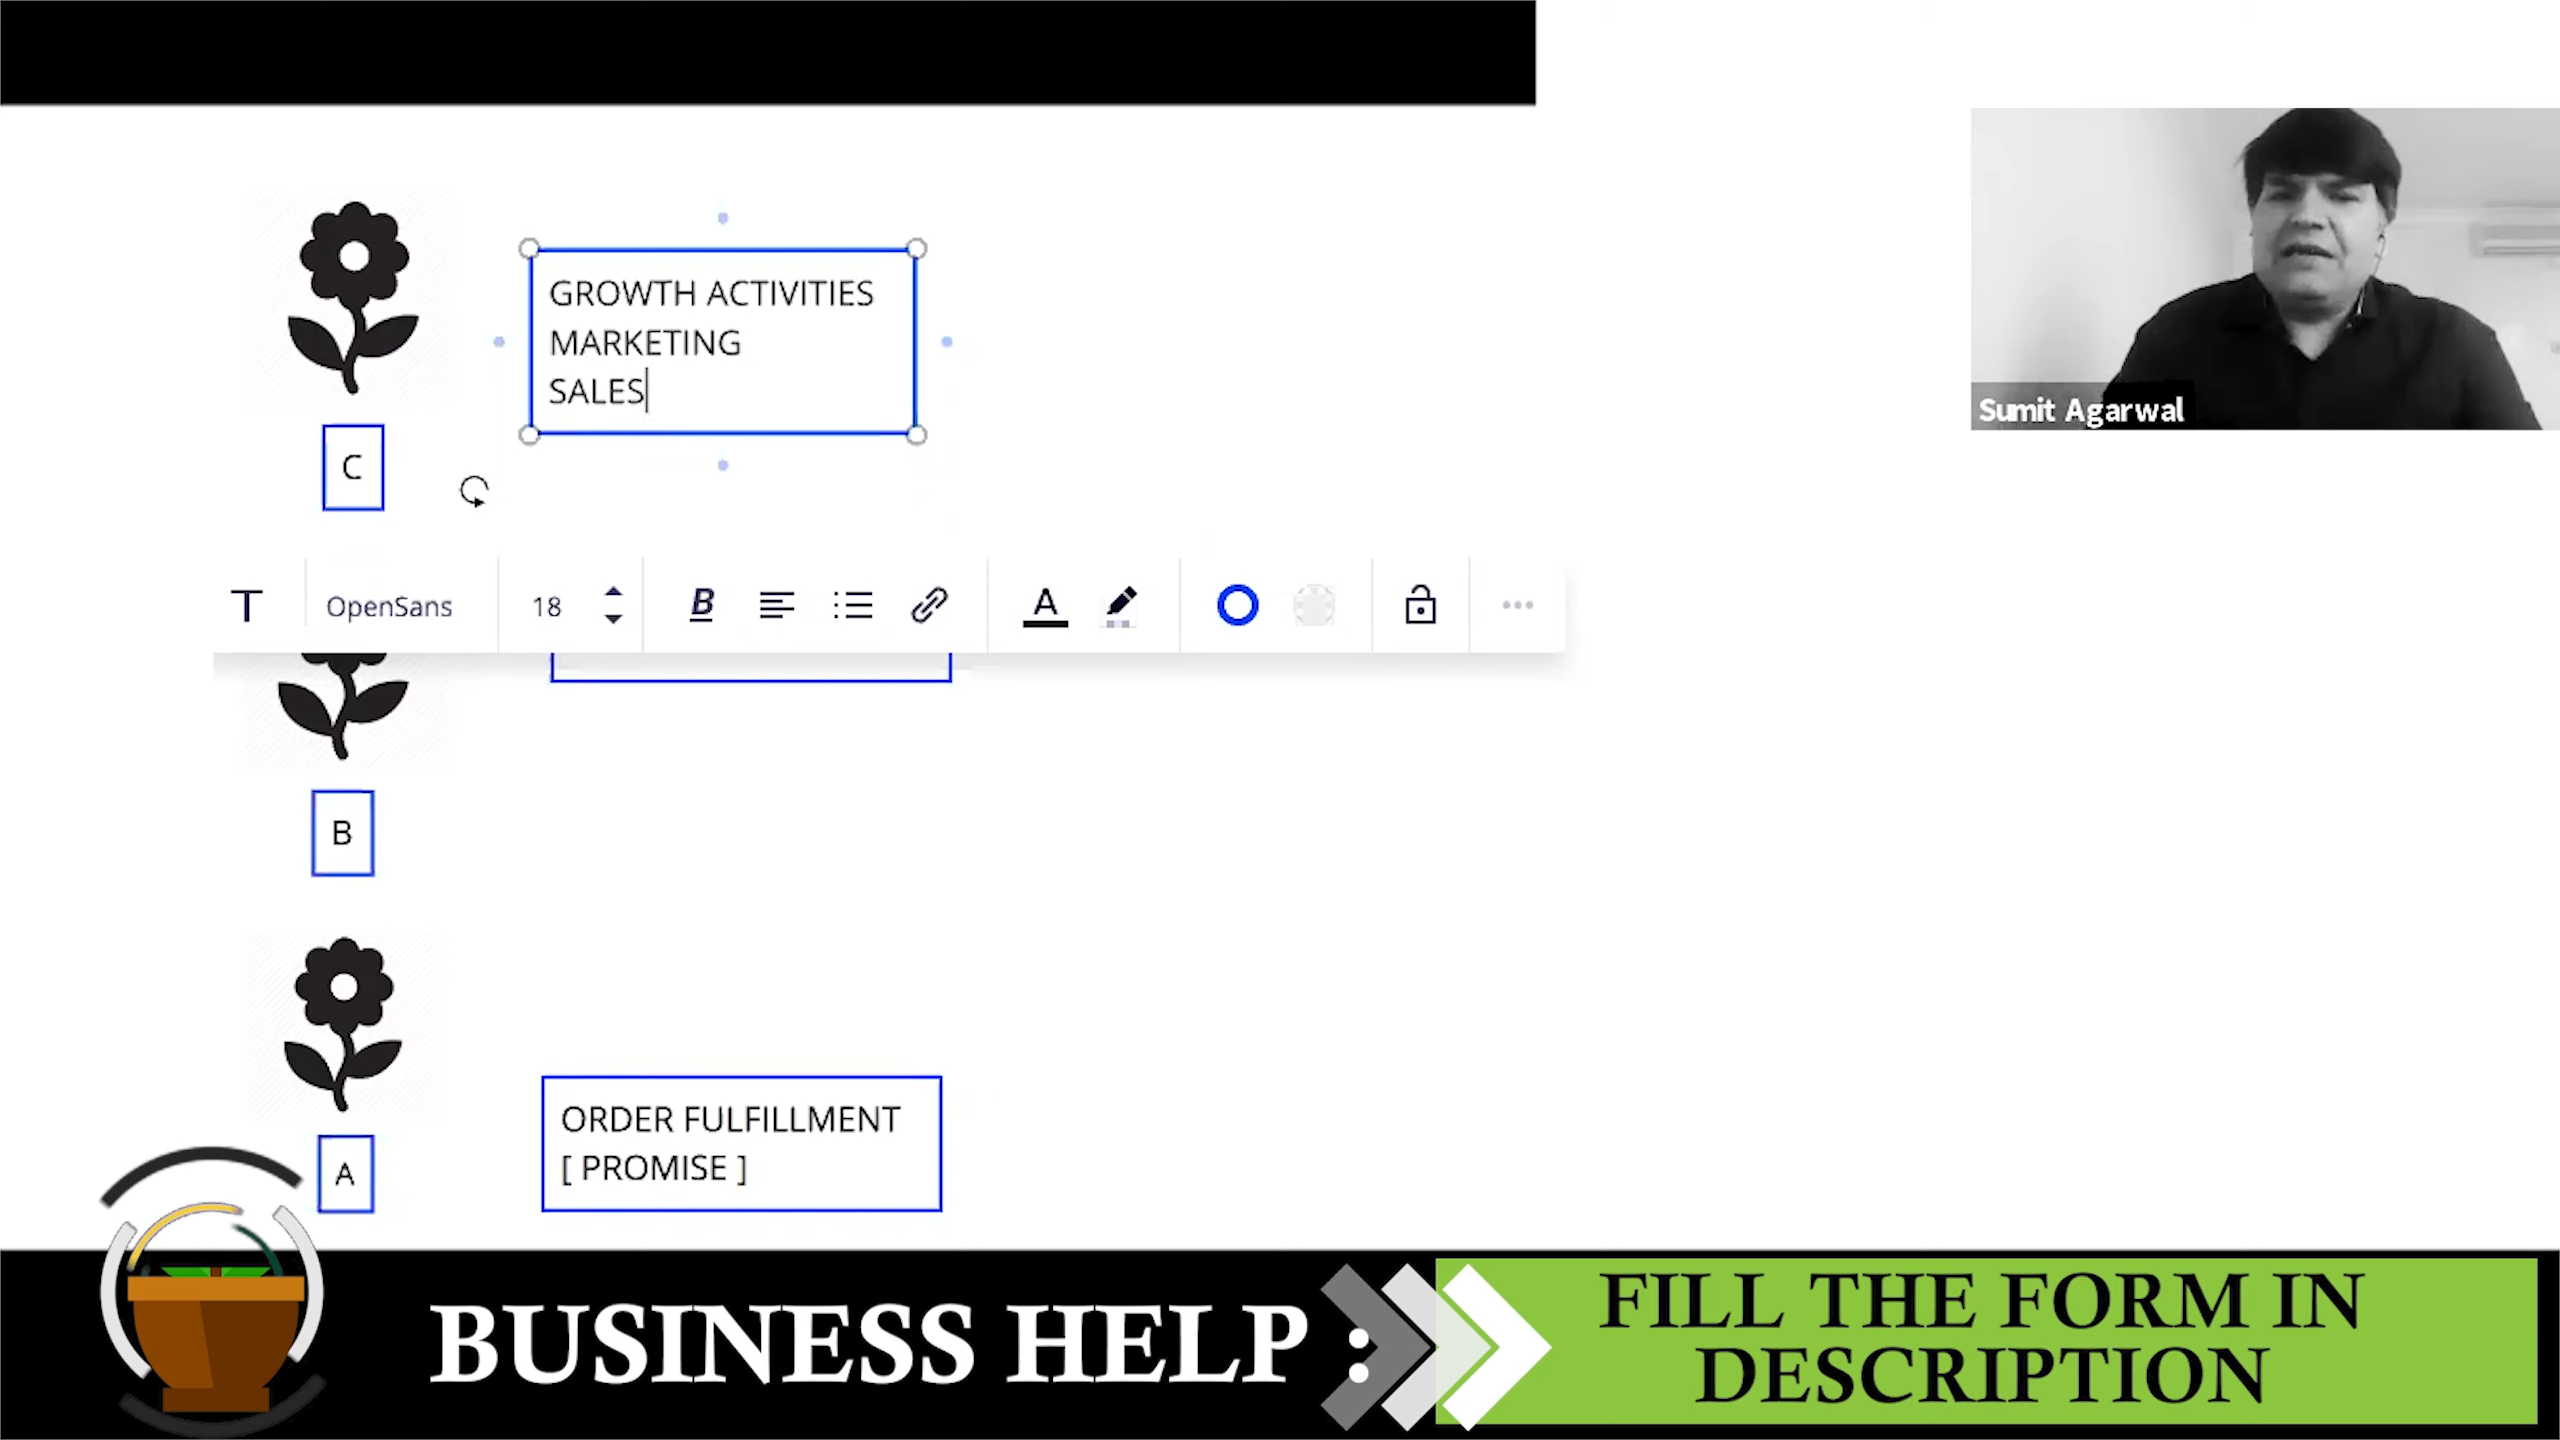 GROWTH ACTIVITIES
MARKETING
SALES
Sumit Agarwal
C
T OpenSans 18 B A
B
ORDER FULFILLMENT
[ PROMISE ]
A
BUSINESS HELP :
FILL THE FORM IN
DESCRIPTION